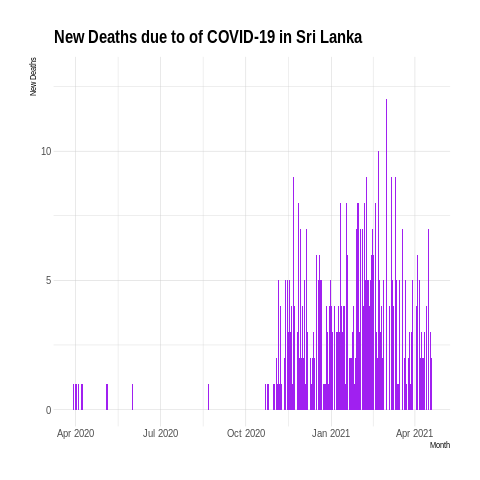 New Deaths due to of COVID-19 in Sri Lanka
New Deaths
10
5
0
Apr 2020 Jul 2020 Oct 2020 Jan 2021 Apr 2021
Month